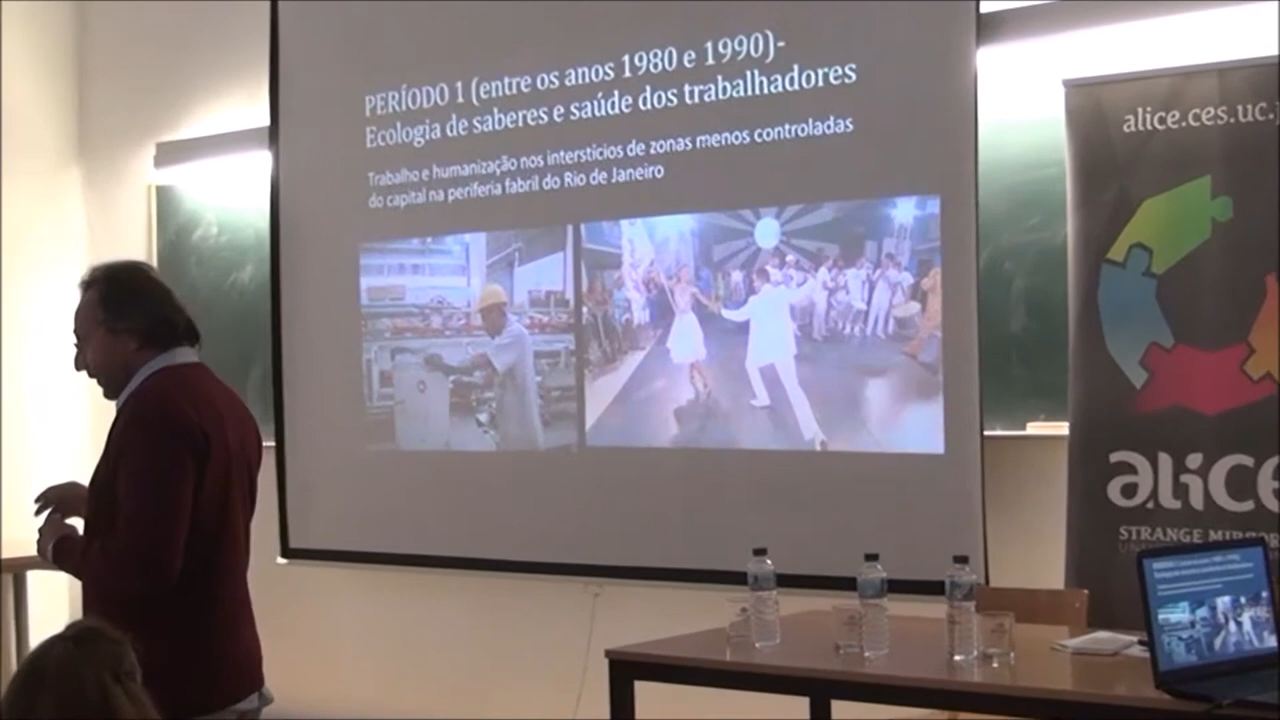 PERÍODO 1 (entre os anos 1980 e 1990)-
Ecologia de saberes e saúde dos trabalhadores
Trabalho e humanização nos interstícios de zonas menos controladas
do capital na periferia fabril do Rio de Janeiro
alice.ces.uc.
alice
STRANGE MIRROR